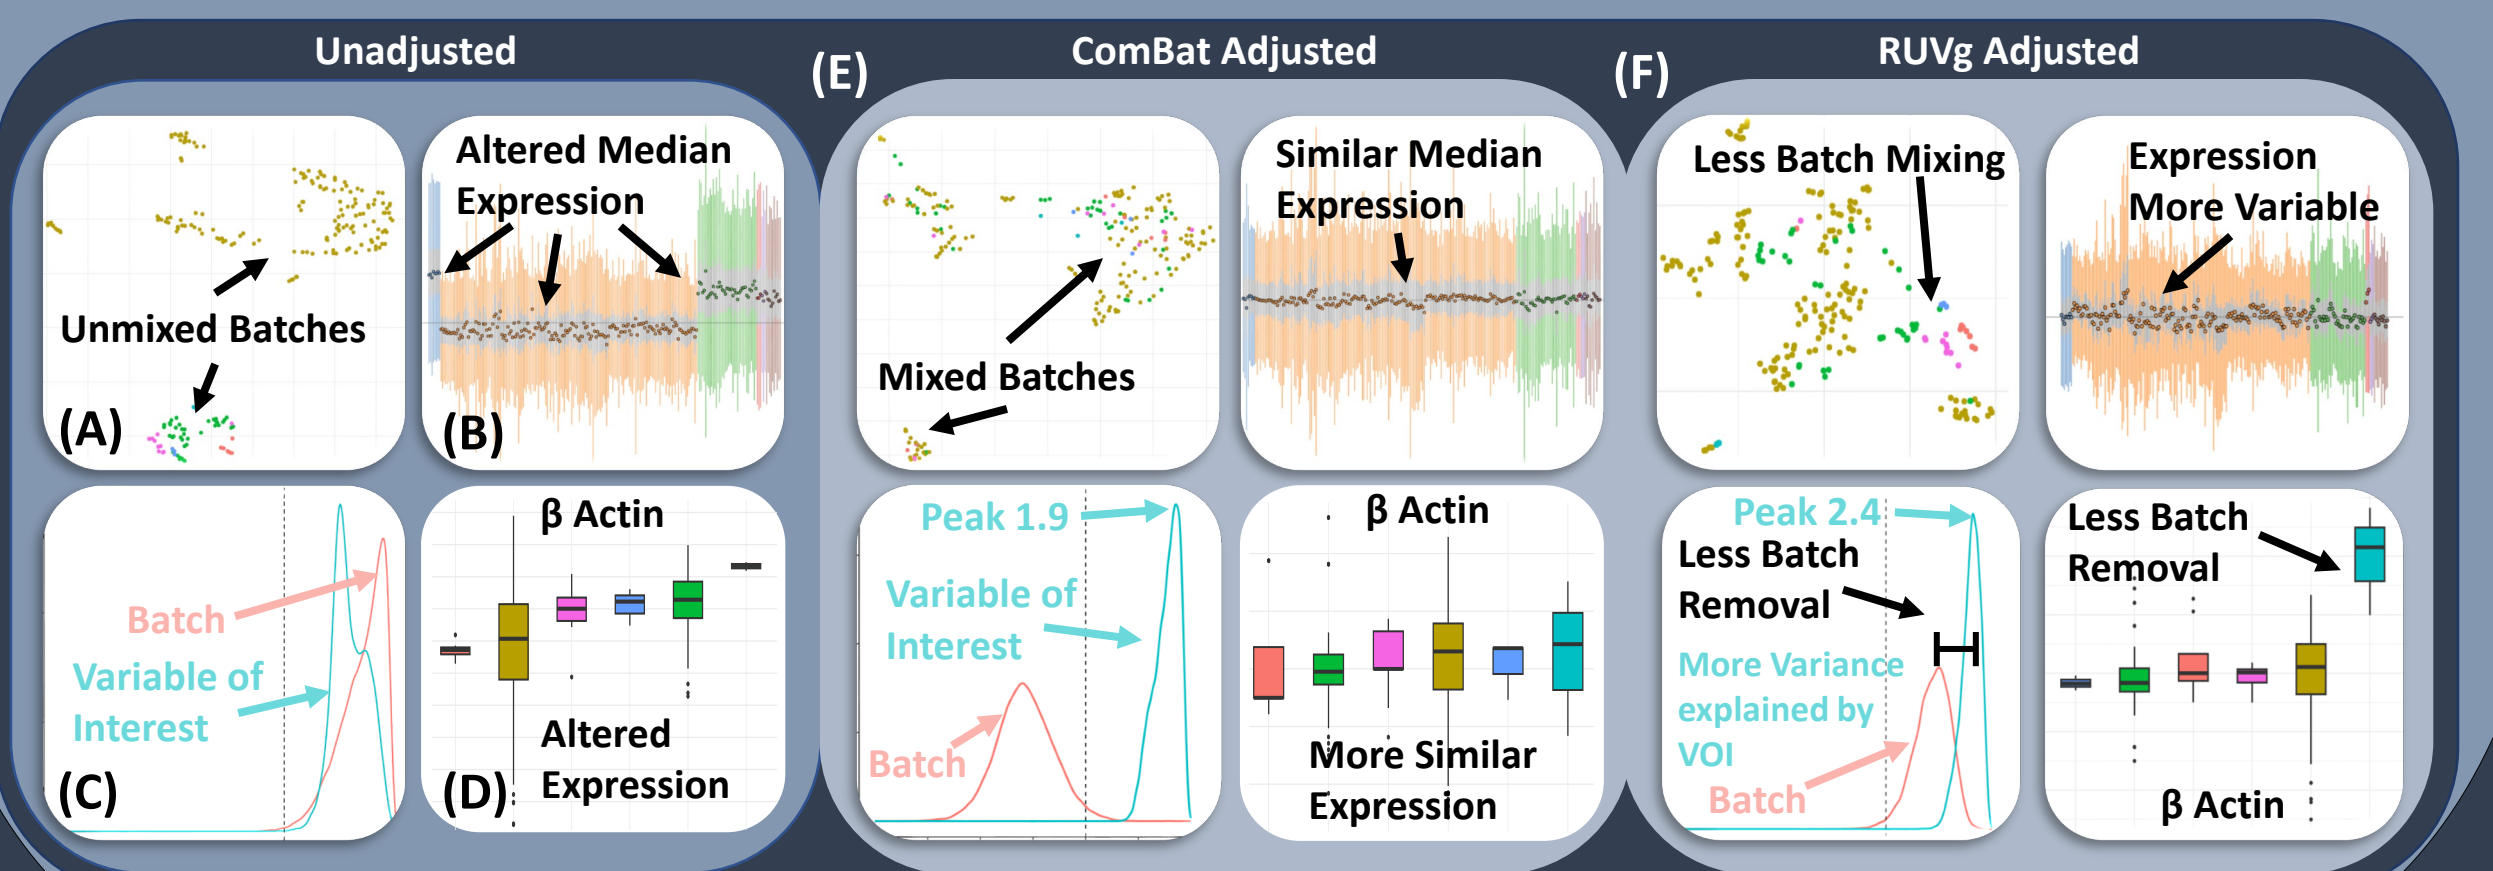 Unadjusted
(A)
Unmixed Batches
(B)
Altered Median
Expression
(C)
Batch
Variable of
Interest
(D)
β Actin
Altered
Expression
(E)
ComBat Adjusted
Mixed Batches
Similar Median
Expression
Peak 1.9
Variable of
Interest
Batch
β Actin
More Similar
Expression
(F)
RUVg Adjusted
Less Batch Mixing
Expression
More Variable
Peak 2.4
Less Batch
Removal
More Variance
explained by
VOI
Batch
Less Batch
Removal
β Actin